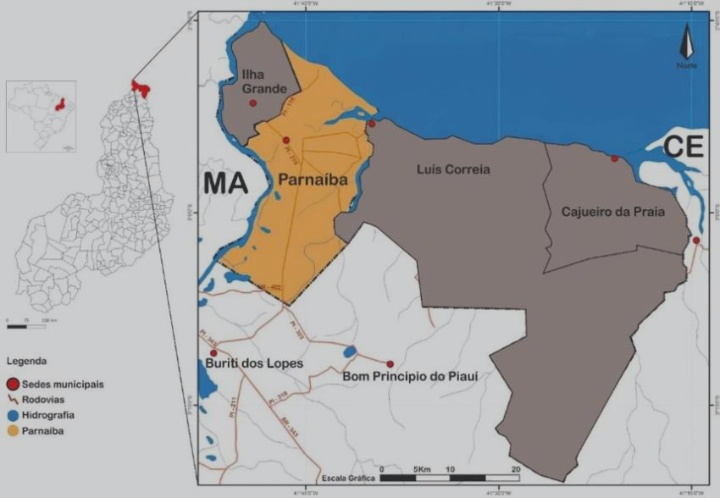 Ilha
Grande
Norte
MA
Parnaíba
Luís Correia
CE
Cajueiro da Praia
Buriti dos Lopes
Bom Princípio do Piauí
Legenda
Sedes municipais
Rodovias
Hidrografia
Parnaíba
Escala Gráfica
0 5Km 10 20